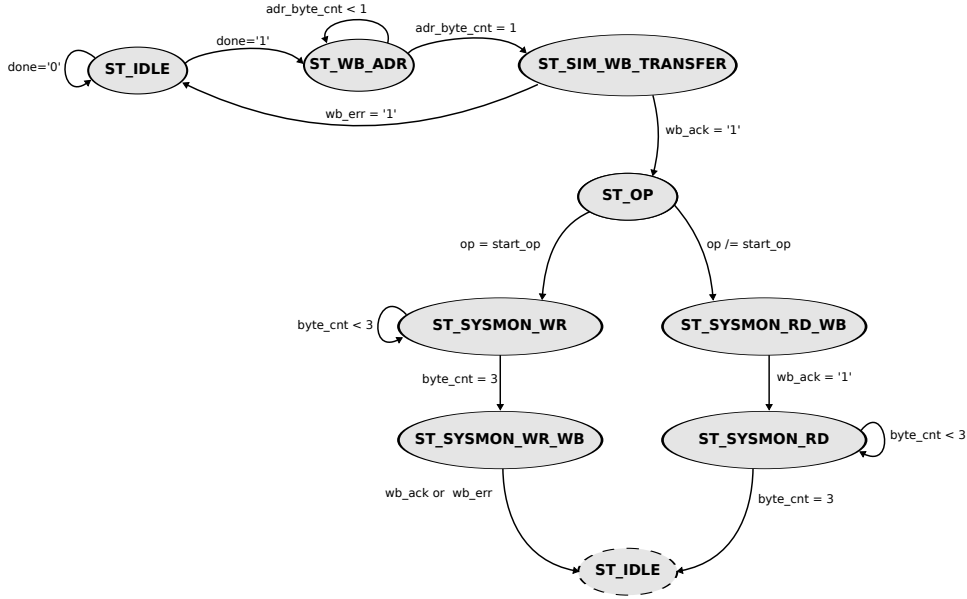 adr_byte_cnt < 1
adr_byte_cnt = 1
done='1'
done='0'
ST_IDLE
ST_WB_ADR
ST_SIM_WB_TRANSFER
wb_err = '1'
wb_ack = '1'
ST_OP
op = start_op
op /= start_op
byte_cnt < 3
ST_SYSMON_WR
ST_SYSMON_RD_WB
byte_cnt = 3
wb_ack = '1'
ST_SYSMON_WR_WB
ST_SYSMON_RD
byte_cnt < 3
wb_ack or  wb_err
byte_cnt = 3
ST_IDLE